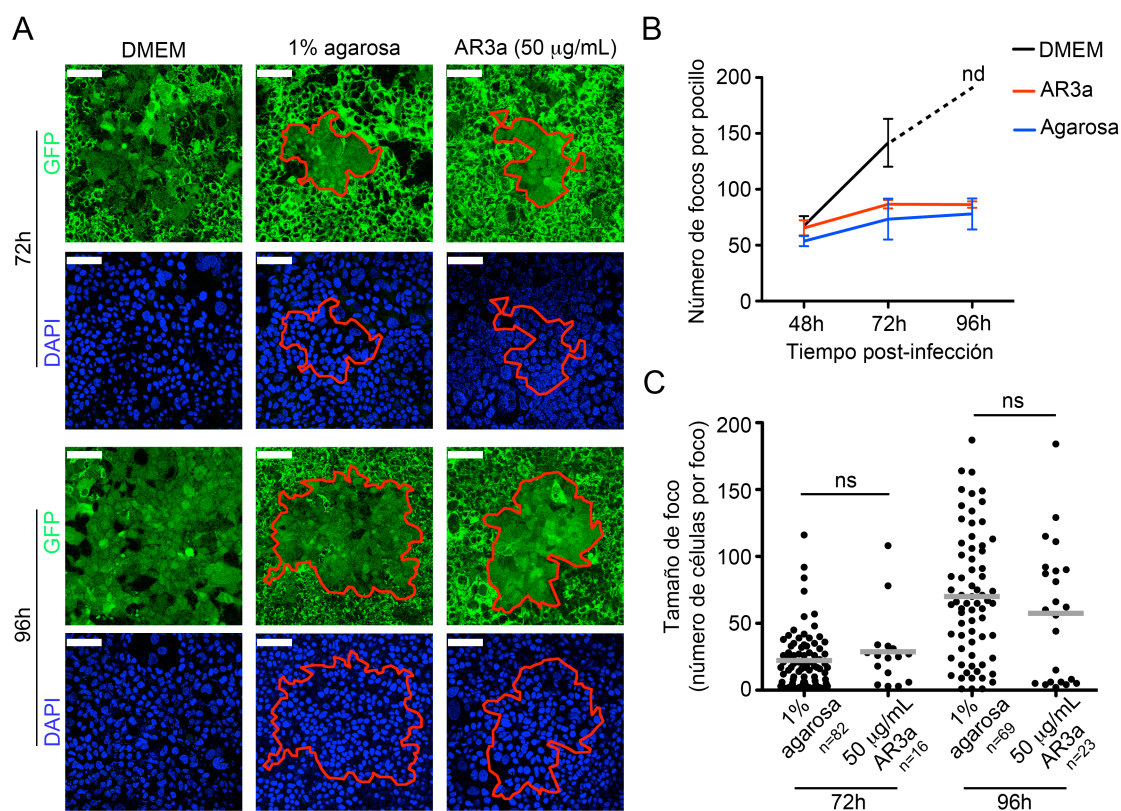 A
DMEM
1% agarosa
AR3a (50 µg/mL)
72h
GFP
DAPI
96h
GFP
DAPI
B
Número de focos por pocillo
200
150
100
50
0
48h
72h
96h
Tiempo post-infección
nd
DMEM
AR3a
Agarosa
C
Tamaño de foco
(número de células por foco)
200
150
100
50
0
ns
ns
1%
agarosa
n=82
50 µg/mL
AR3a
n=16
1%
agarosa
n=69
50 µg/mL
AR3a
n=23
72h
96h